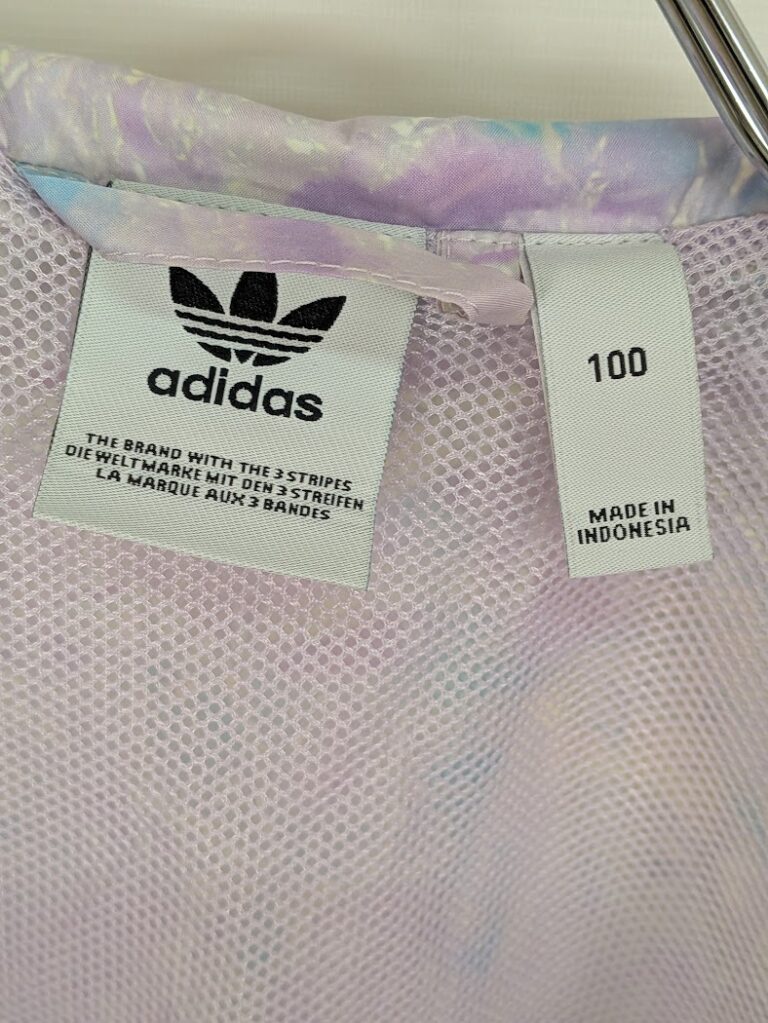 adidas
THE BRAND WITH THE 3 STRIPES
DIE WELTMARKE MIT DEN 3 STREIFEN
LA MARQUE AUX 3 BANDES
100
MADE IN
INDONESIA